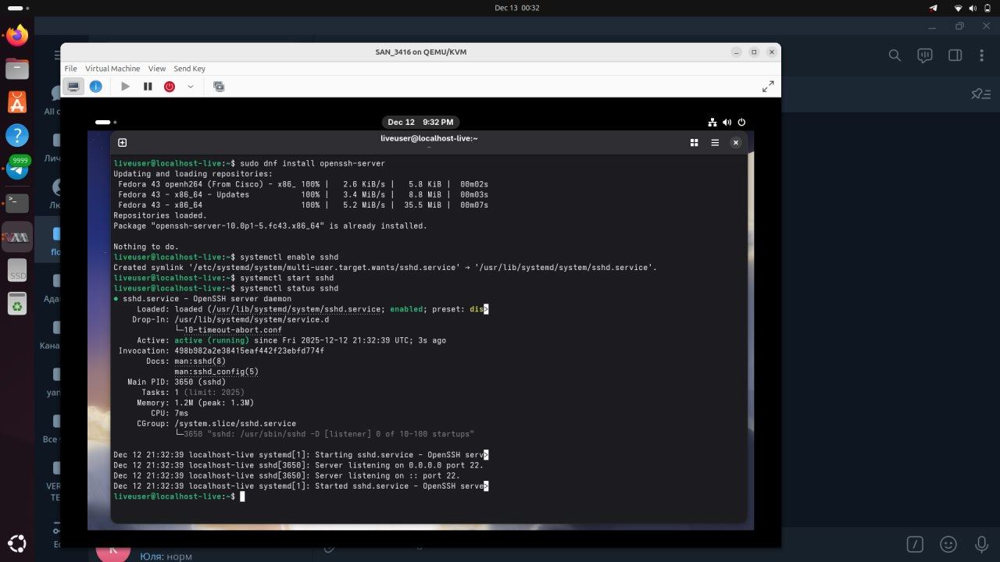 Dec 13 00:32
SAN_3416 on QEMU/KVM
File Virtual Machine View Send Key
Dec 12 9:32 PM
liveuser@localhost-live:~
~
liveuser@localhost-live:~$ sudo dnf install openssh-server
Updating and loading repositories:
Fedora 43 openh264 (From Cisco) - x86_ 100% | 2.6 KiB/s | 5.8 KiB | 00m02s
Fedora 43 - x86_64 - Updates 100% | 3.4 MiB/s | 8.8 MiB | 00m03s
Fedora 43 - x86_64 100% | 5.2 MiB/s | 35.5 MiB | 00m07s
Repositories loaded.
Package "openssh-server-10.0p1-5.fc43.x86_64" is already installed.
Nothing to do.
liveuser@localhost-live:~$ systemctl enable sshd
Created symlink '/etc/systemd/system/multi-user.target.wants/sshd.service' → '/usr/lib/systemd/system/sshd.service'.
liveuser@localhost-live:~$ systemctl start sshd
liveuser@localhost-live:~$ systemctl status sshd
● sshd.service - OpenSSH server daemon
Loaded: loaded (/usr/lib/systemd/system/sshd.service; enabled; preset: dis>
Drop-In: /usr/lib/systemd/system/service.d
└─10-timeout-abort.conf
Active: active (running) since Fri 2025-12-12 21:32:39 UTC; 3s ago
Invocation: 498b982a2e38415eaf442f23ebfd774f
Docs: man:sshd(8)
man:sshd_config(5)
Main PID: 3650 (sshd)
Tasks: 1 (limit: 2025)
Memory: 1.2M (peak: 1.3M)
CPU: 7ms
CGroup: /system.slice/sshd.service
└─3650 "sshd: /usr/sbin/sshd -D [listener] 0 of 10-100 startups"
Dec 12 21:32:39 localhost-live systemd[1]: Starting sshd.service - OpenSSH serv>
Dec 12 21:32:39 localhost-live sshd[3650]: Server listening on 0.0.0.0 port 22.
Dec 12 21:32:39 localhost-live sshd[3650]: Server listening on :: port 22.
Dec 12 21:32:39 localhost-live systemd[1]: Started sshd.service - OpenSSH serve>
liveuser@localhost-live:~$
9999
SSD
All c
Личн
Лю
flo
Ада
Кана
yan
Все ч
VER
TE
Ес
К
Юля: норм